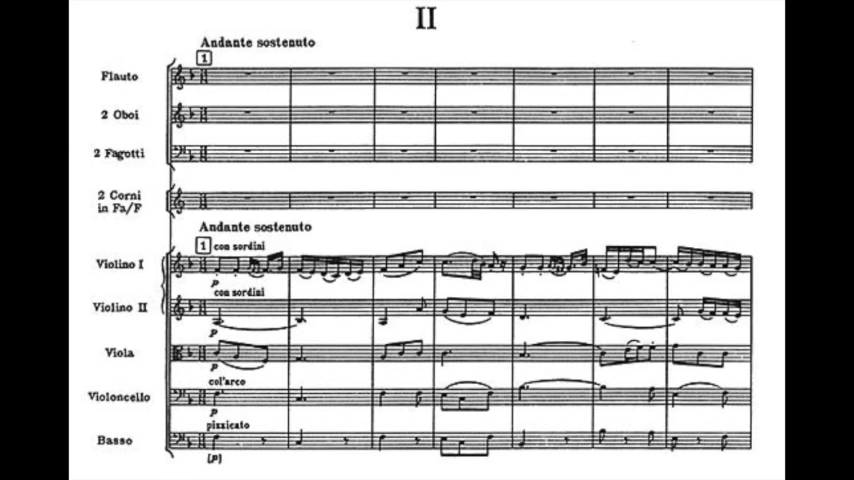 II
Andante sostenuto
1
Flauto
2 Oboi
2 Fagotti
2 Corni
in Fa/F
Andante sostenuto
1 con sordini
Violino I
p
con sordini
Violino II
p
Viola
p
col'arco
Violoncello
p
pizzicato
Basso
(p)